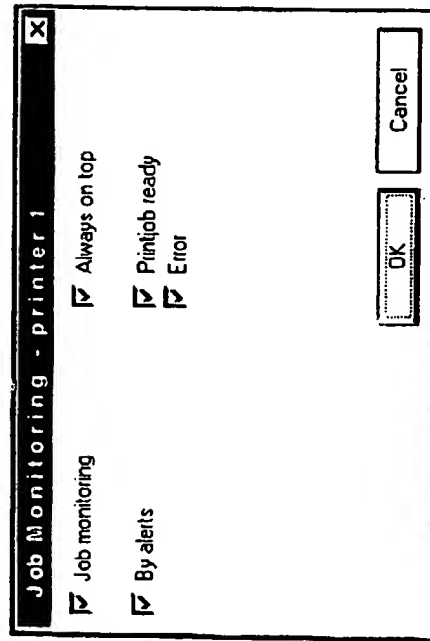 Job Monitoring - printer 1
Job monitoring Always on top
By alerts Printjob ready
Error
OK Cancel